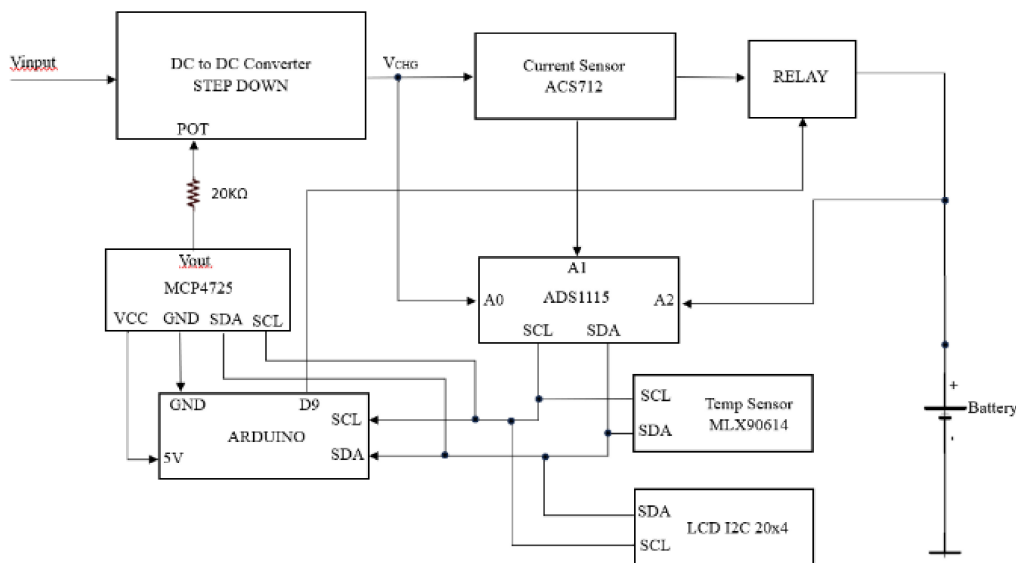 Vinput
DC to DC Converter
STEP DOWN
POT
VCHG
Current Sensor
ACS712
RELAY
20KΩ
Vout
MCP4725
VCC GND SDA SCL
A1
ADS1115
A0
A2
SCL SDA
GND D9
SCL
ARDUINO
SDA
5V
SCL
Temp Sensor
MLX90614
SDA
+
Battery
-
SDA
LCD I2C 20x4
SCL